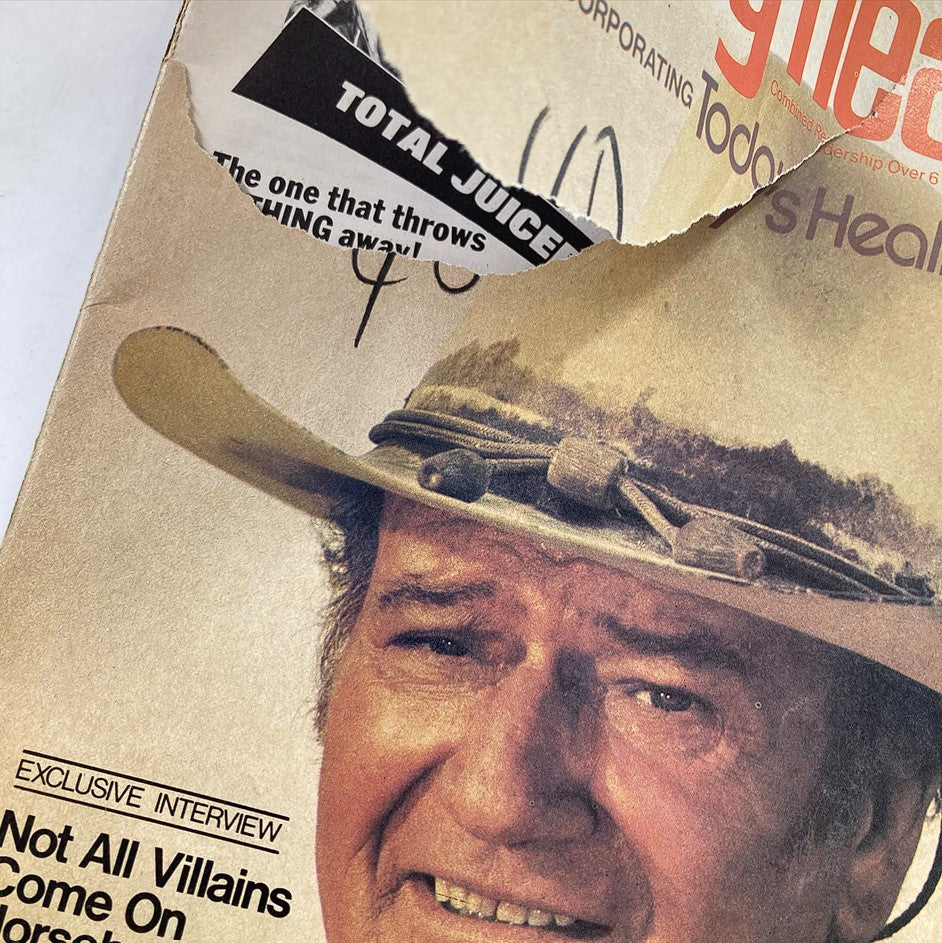 TOTAL JUICE
The one that throws
THING away!
INCORPORATING
Today's Heal
Combined Readership Over 6
EXCLUSIVE INTERVIEW
Not All Villains
Come On